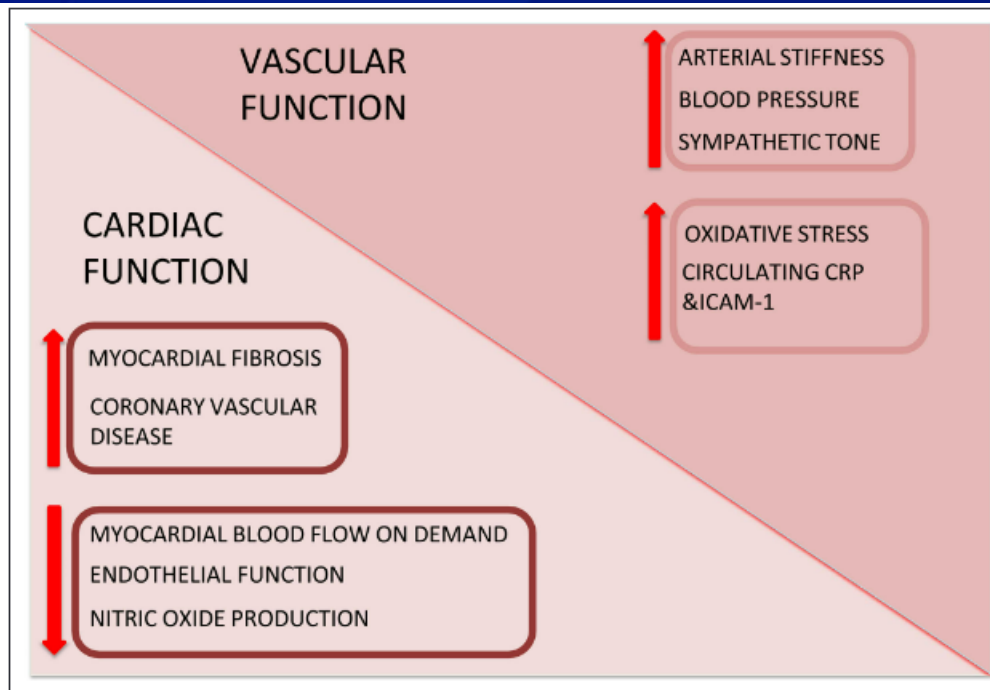 VASCULAR
FUNCTION
ARTERIAL STIFFNESS
BLOOD PRESSURE
SYMPATHETIC TONE
OXIDATIVE STRESS
CIRCULATING CRP
&ICAM-1
CARDIAC
FUNCTION
MYOCARDIAL FIBROSIS
CORONARY VASCULAR
DISEASE
MYOCARDIAL BLOOD FLOW ON DEMAND
ENDOTHELIAL FUNCTION
NITRIC OXIDE PRODUCTION